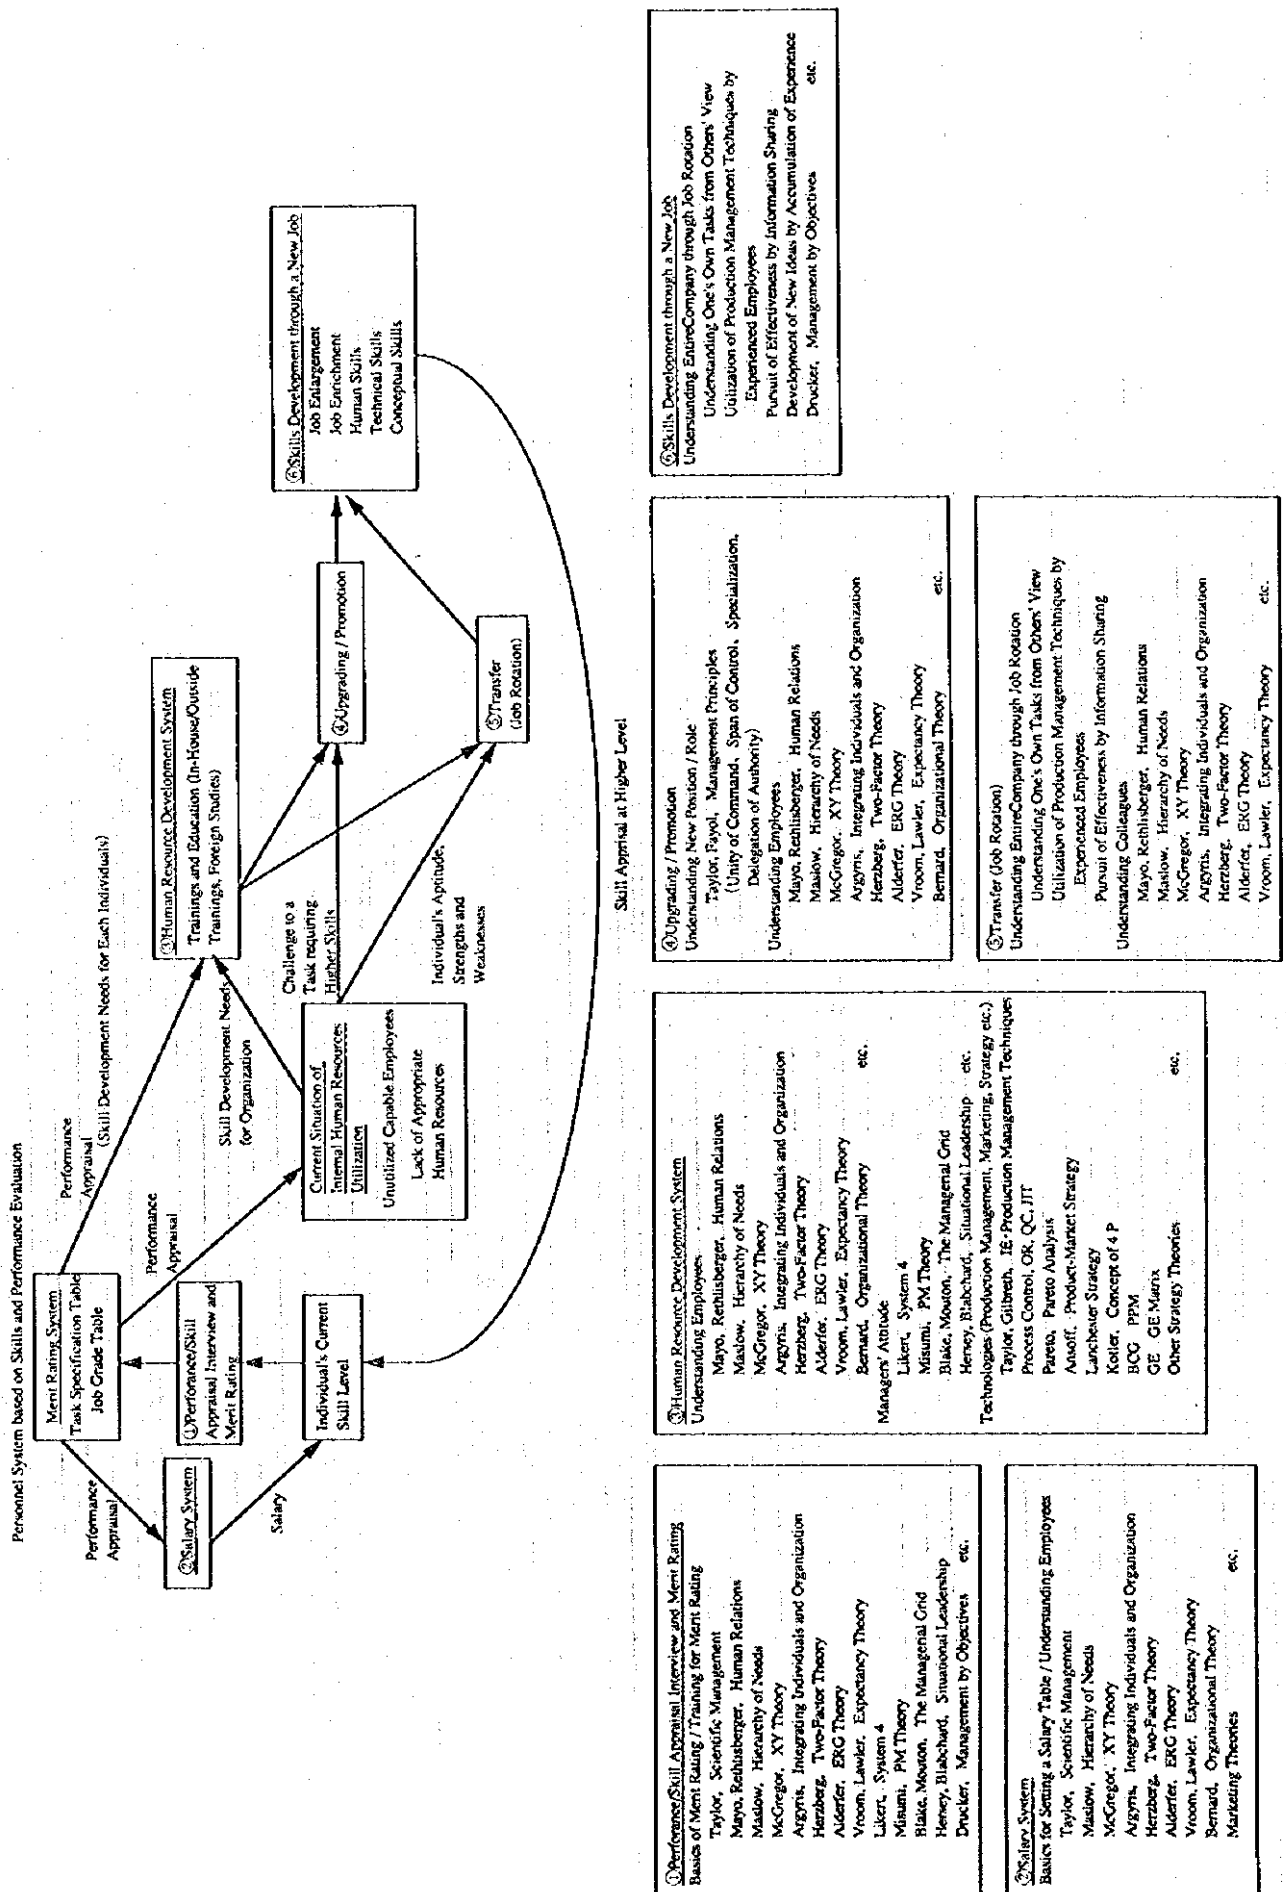 Personnel System based on Skills and Performance Evaluation
Merit Rating System
Task Specification Table
Job Grade Table
Performance
Appraisal
②Salary System
Salary
①Perforance/Skill
Appraisal Interview and
Merit Rating
Individual's Current
Skill Level
Performance
Appraisal
(Skill Development Needs for Each Individuals)
Performance
Appraisal
Skill Development Needs
for Organization
Current Situation of
Internal Human Resources
Utilization
Unutilized Capable Employees
Lack of Appropriate
Human Resources
③Human Resource Development System
Trainings and Education (In-House/Outside
Trainings, Foreign Studies)
Challenge to a
Task requiring
Higher Skills
Individual's Aptitude,
Strengths and
Weaknesses
④Upgrading / Promotion
⑤Transfer
(Job Rotation)
⑥Skills Development through a New Job
Job Enlargement
Job Enrichment
Human Skills
Technical Skills
Conceptual Skills
Skill Apprisal at Higher Level
①Perforance/Skill Appraisal Interview and Merit Rating
Basics of Merit Rating / Training for Merit Rating
Taylor, Scientific Management
Mayo, Rethlisberger, Human Relations
Maslow, Hierarchy of Needs
McGregor, XY Theory
Argyris, Integrating Individuals and Organization
Herzberg, Two-Factor Theory
Alderfer, ERG Theory
Vroom, Lawler, Expectancy Theory
Likert, System 4
Misumi, PM Theory
Blake, Mouton, The Managerial Grid
Hersey, Blabchard, Situational Leadership
Drucker, Management by Objectives etc.
②Salary System
Basics for Setting a Salary Table / Understanding Employees
Taylor, Scientific Management
Maslow, Hierarchy of Needs
McGregor, XY Theory
Argyris, Integrating Individuals and Organization
Herzberg, Two-Factor Theory
Alderfer, ERG Theory
Vroom, Lawler, Expectancy Theory
Bernard, Organizational Theory
Marketing Theories etc.
③Human Resource Development System
Understanding Employees
Mayo, Rethlisberger, Human Relations
Maslow, Hierarchy of Needs
McGregor, XY Theory
Argyris, Integrating Individuals and Organization
Herzberg, Two-Factor Theory
Alderfer, ERG Theory
Vroom, Lawler, Expectancy Theory
Bernard, Organizational Theory etc.
Managers' Attitude
Likert, System 4
Misumi, PM Theory
Blake, Mouton, The Managerial Grid
Hersey, Blabchard, Situational Leadership etc.
Technologies (Production Management, Marketing, Strategy etc.)
Taylor, Gilbreth, IE-Production Management Techniques
Process Control, OR, QC, JIT
Pareto, Pareto Analysis
Ansoff, Product-Market Strategy
Lanchester Strategy
Kotler, Concept of 4 P
BCG PPM
GE GE Matrix
Other Strategy Theories etc.
④Upgrading / Promotion
Understanding New Position / Role
Taylor, Fayol, Management Principles
(Unity of Command, Span of Control, Specialization,
Delegation of Authority)
Understanding Employees
Mayo, Rethlisberger, Human Relations
Maslow, Hierarchy of Needs
McGregor, XY Theory
Argyris, Integrating Individuals and Organization
Herzberg, Two-Factor Theory
Alderfer, ERG Theory
Vroom, Lawler, Expectancy Theory
Bernard, Organizational Theory etc.
⑤Transfer (Job Rotation)
Understanding EntireCompany through Job Rotation
Understanding One's Own Tasks from Others' View
Utilization of Production Management Techniques by
Experienced Employees
Pursuit of Effectiveness by Information Sharing
Understanding Colleagues
Mayo, Rethlisberger, Human Relations
Maslow, Hierarchy of Needs
McGregor, XY Theory
Argyris, Integrating Individuals and Organization
Herzberg, Two-Factor Theory
Alderfer, ERG Theory
Vroom, Lawler, Expectancy Theory etc.
⑥Skills Development through a New Job
Understanding EntireCompany through Job Rotation
Understanding One's Own Tasks from Others' View
Utilization of Production Management Techniques by
Experienced Employees
Pursuit of Effectiveness by Information Sharing
Development of New Ideas by Accumulation of Experience
Drucker, Management by Objectives etc.